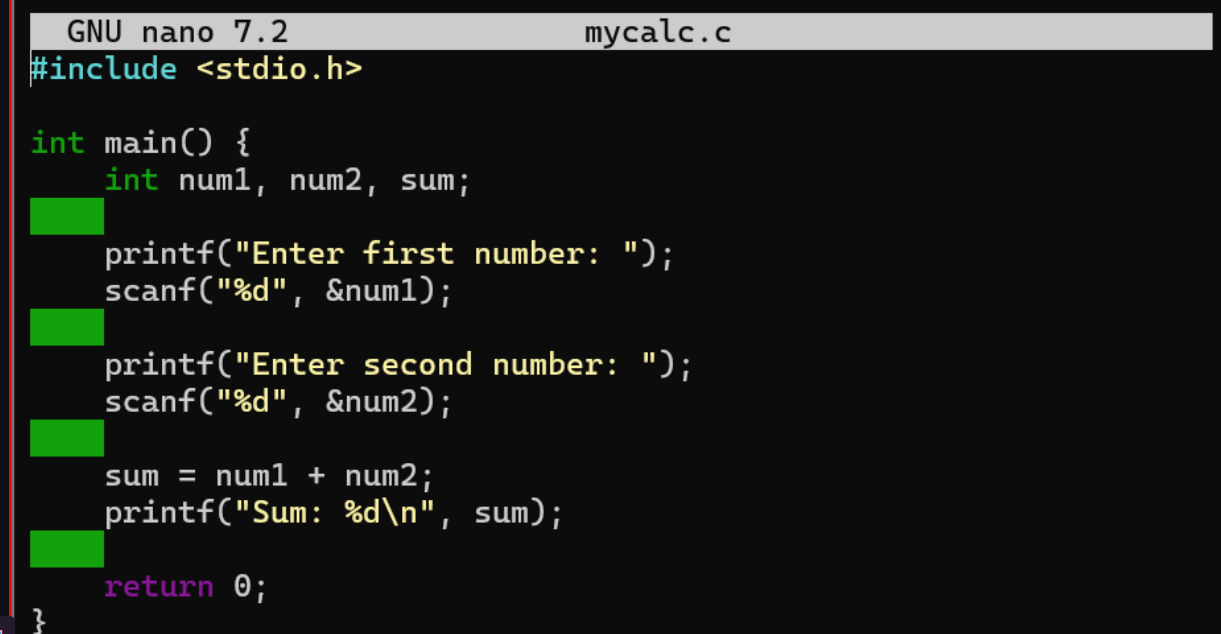 GNU nano 7.2 mycalc.c
#include <stdio.h>
int main() {
    int num1, num2, sum;
    printf("Enter first number: ");
    scanf("%d", &num1);
    printf("Enter second number: ");
    scanf("%d", &num2);
    sum = num1 + num2;
    printf("Sum: %d\n", sum);
    return 0;
}